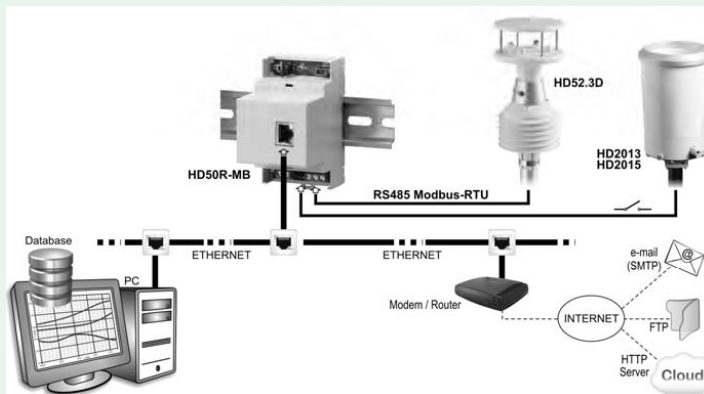 HD52.3D
HD2013
HD2015
HD50R-MB
RS485 Modbus-RTU
Database
ETHERNET
ETHERNET
PC
e-mail
(SMTP)
@
Modem / Router
INTERNET
FTP
HTTP
Server
Cloud